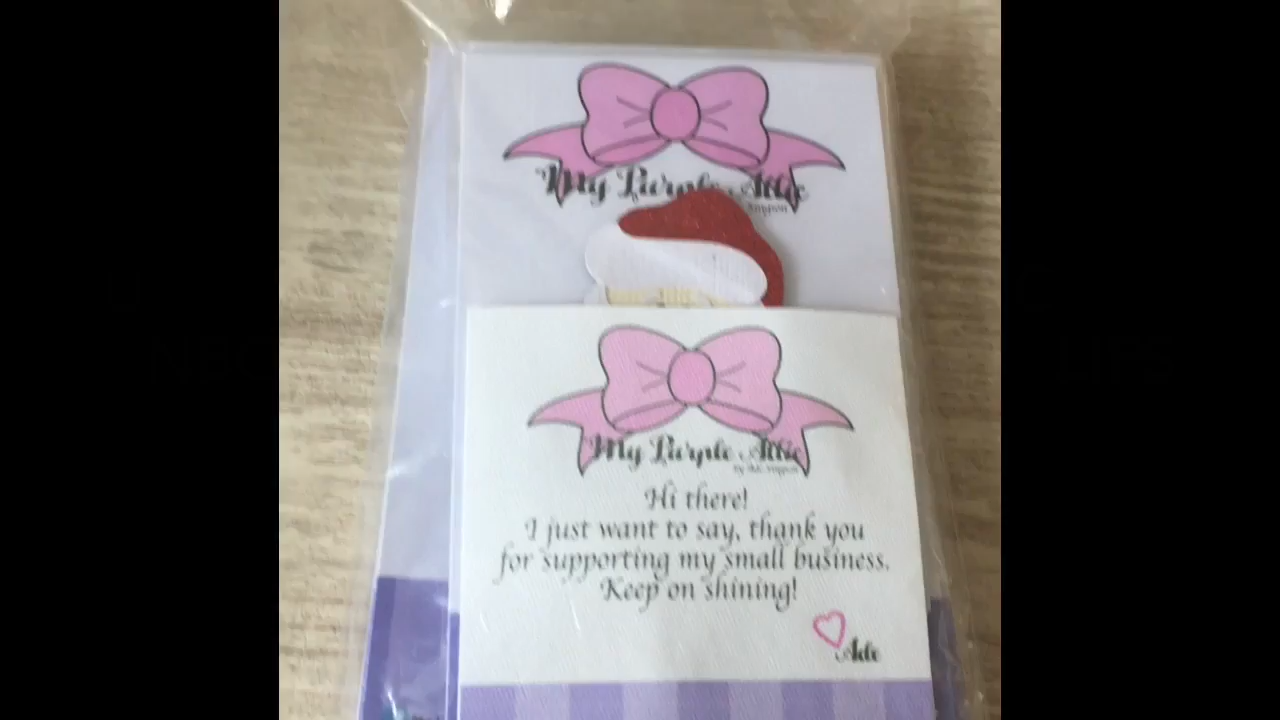 My Purple Attic
My Purple Attic
Hi there!
I just want to say, thank you
for supporting my small business.
Keep on shining!
Ade